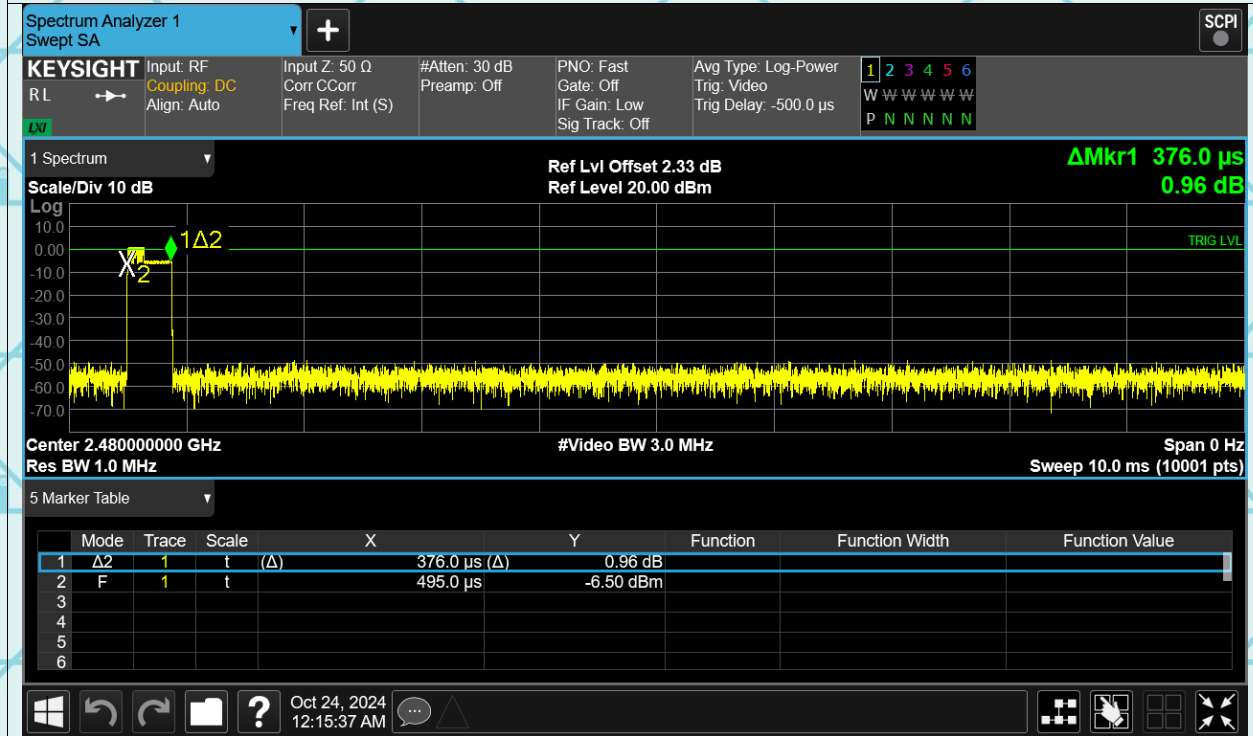 Spectrum Analyzer 1
Swept SA
▼
+
SCPI
KEYSIGHT
RL
LXI
Input: RF
Coupling: DC
Align: Auto
Input Z: 50 Ω
Corr CCorr
Freq Ref: Int (S)
#Atten: 30 dB
Preamp: Off
PNO: Fast
Gate: Off
IF Gain: Low
Sig Track: Off
Avg Type: Log-Power
Trig: Video
Trig Delay: -500.0 µs
1 2 3 4 5 6
W W W W W W
P N N N N N
1 Spectrum ▼
Scale/Div 10 dB
Ref Lvl Offset 2.33 dB
Ref Level 20.00 dBm
ΔMkr1 376.0 µs
0.96 dB
Log
10.0
0.00
-10.0
-20.0
-30.0
-40.0
-50.0
-60.0
-70.0
1Δ2
X2
TRIG LVL
Center 2.480000000 GHz
#Video BW 3.0 MHz
Span 0 Hz
Res BW 1.0 MHz
Sweep 10.0 ms (10001 pts)
5 Marker Table ▼
Mode Trace Scale X Y Function Function Width Function Value
1 Δ2 1 t (Δ) 376.0 µs (Δ) 0.96 dB
2 F 1 t 495.0 µs -6.50 dBm
3
4
5
6
?
Oct 24, 2024
12:15:37 AM